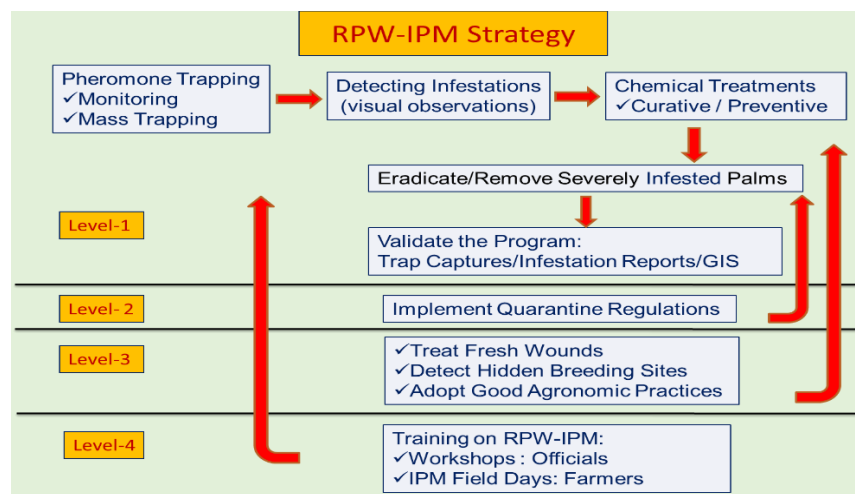 RPW-IPM Strategy
Pheromone Trapping
✓Monitoring
✓Mass Trapping
Detecting Infestations
(visual observations)
Chemical Treatments
✓Curative / Preventive
Eradicate/Remove Severely Infested Palms
Level-1
Validate the Program:
Trap Captures/Infestation Reports/GIS
Level- 2
Implement Quarantine Regulations
Level-3
✓Treat Fresh Wounds
✓Detect Hidden Breeding Sites
✓Adopt Good Agronomic Practices
Level-4
Training on RPW-IPM:
✓Workshops : Officials
✓IPM Field Days: Farmers